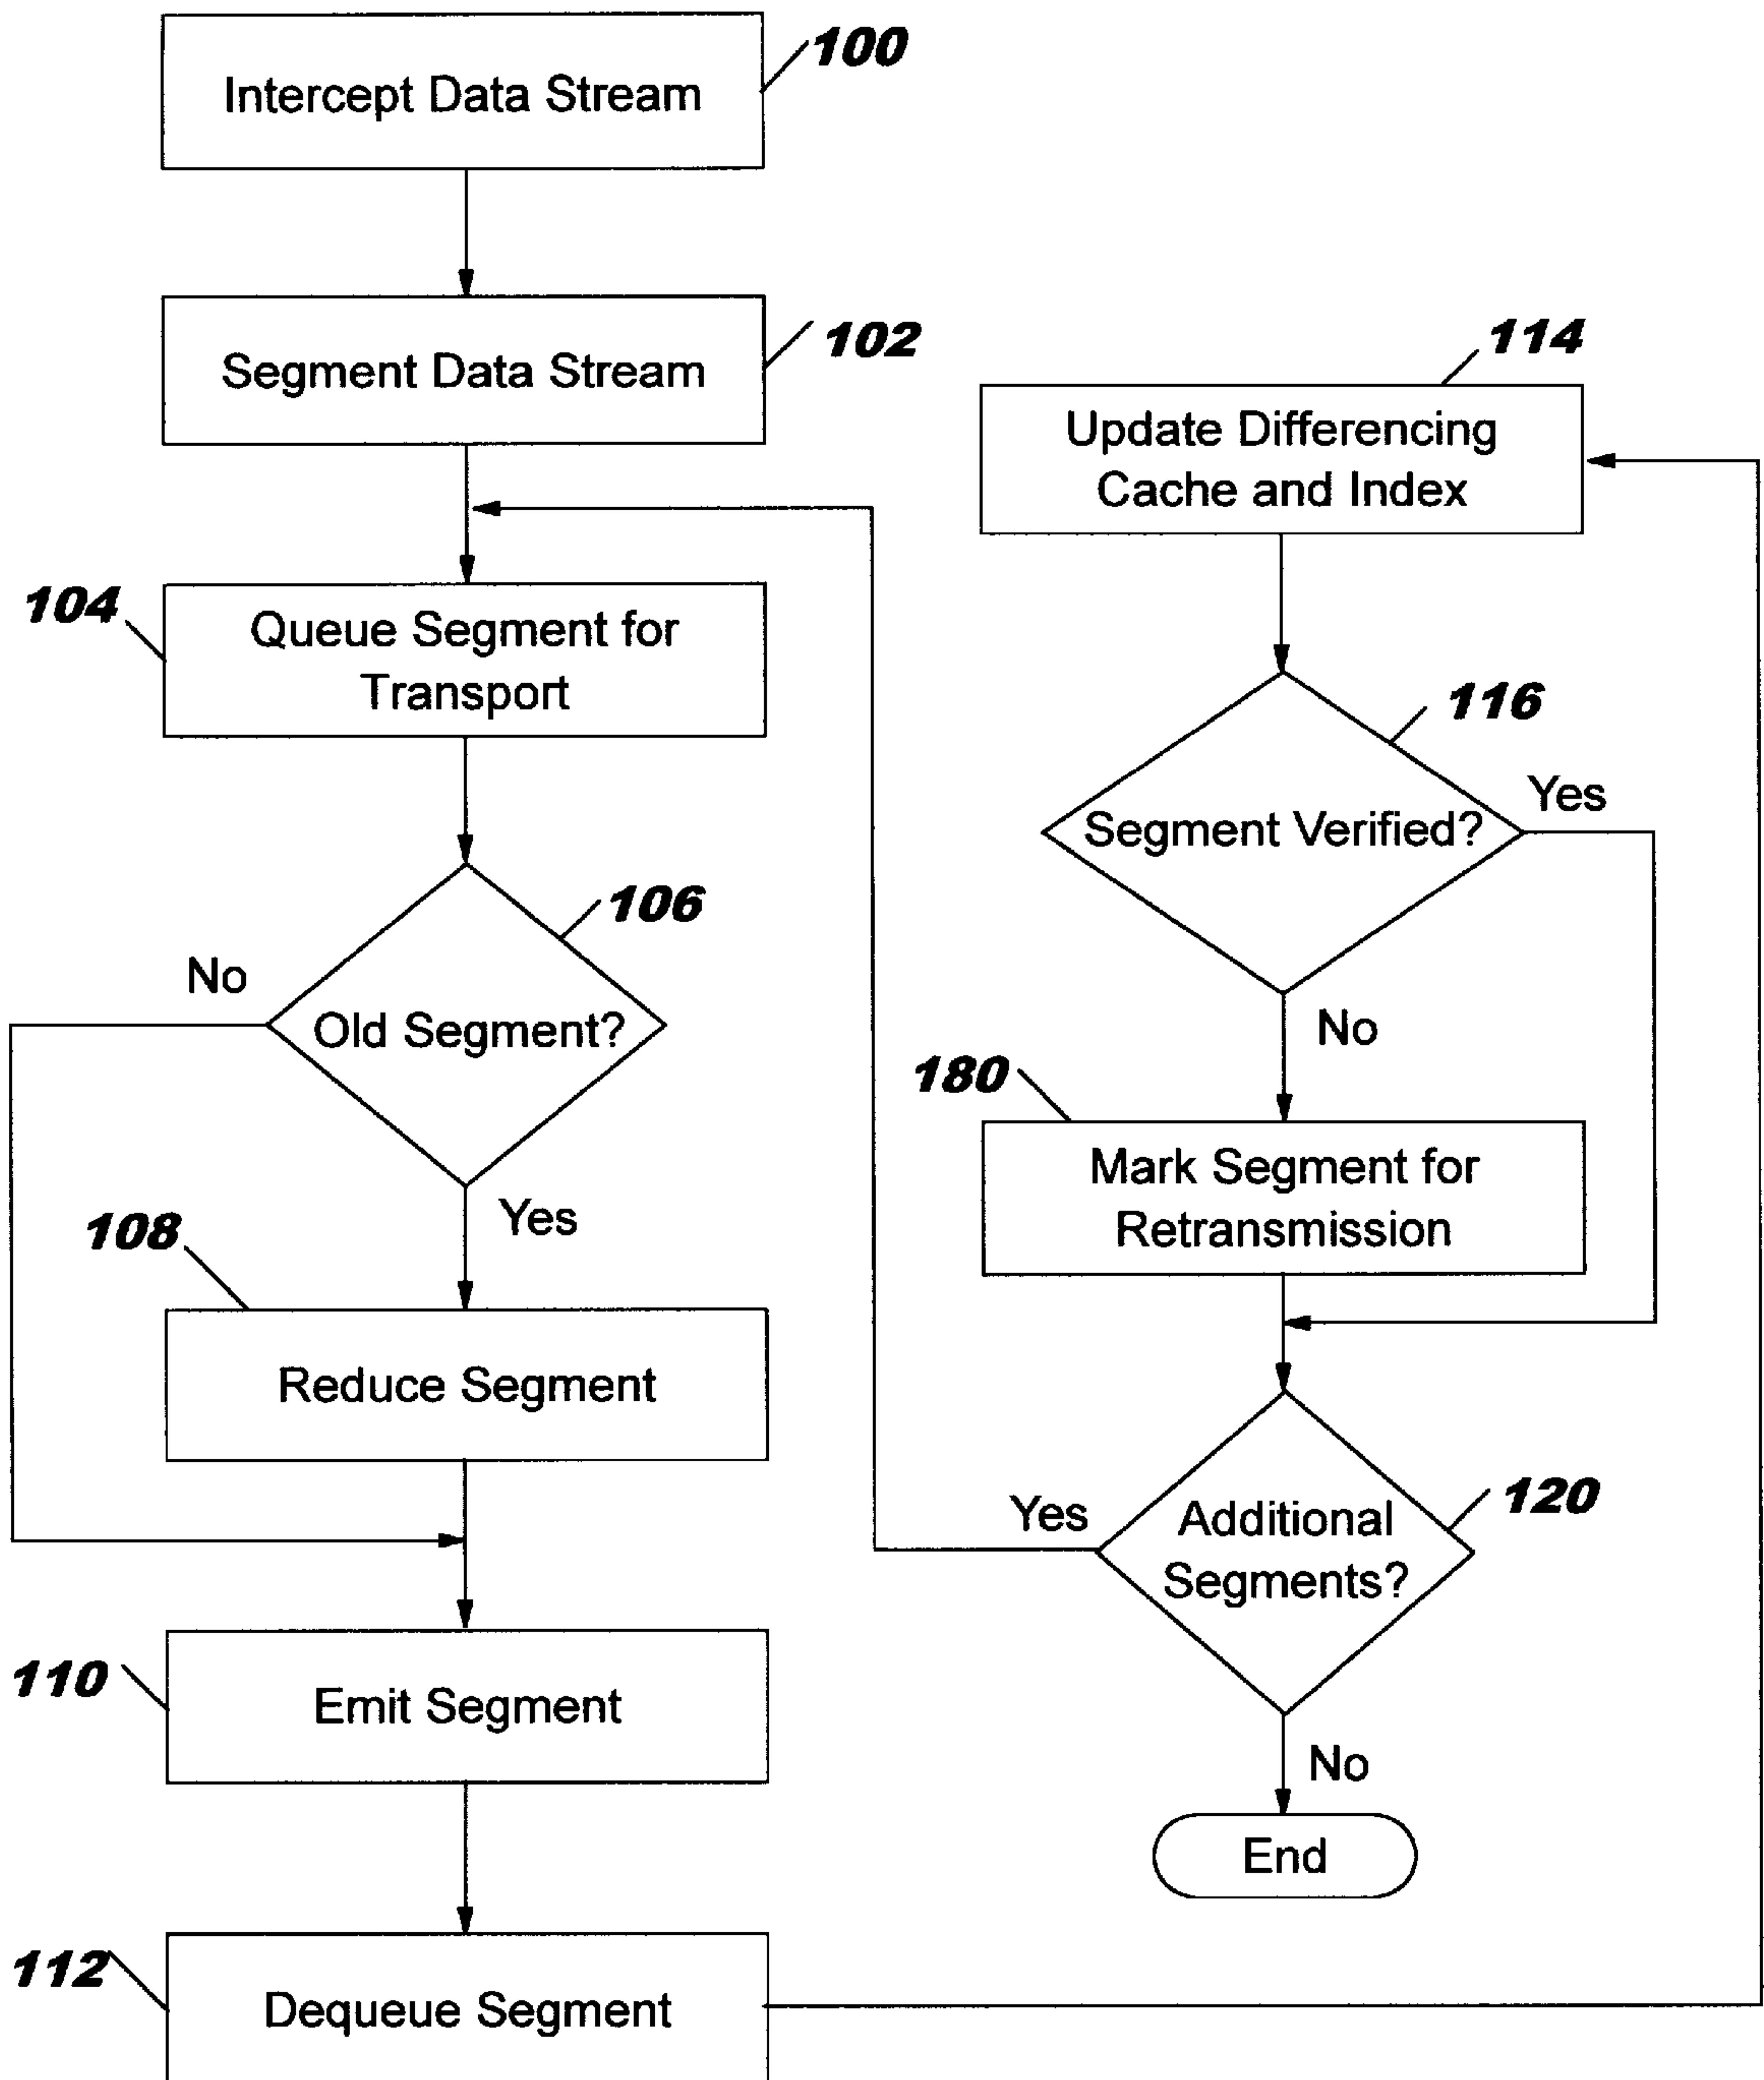 100
Intercept Data Stream
102
Segment Data Stream
104
Queue Segment for
Transport
106
No
Old Segment?
Yes
108
Reduce Segment
110
Emit Segment
112
Dequeue Segment
114
Update Differencing
Cache and Index
116
Yes
Segment Verified?
No
180
Mark Segment for
Retransmission
Yes
120
Additional
Segments?
No
End